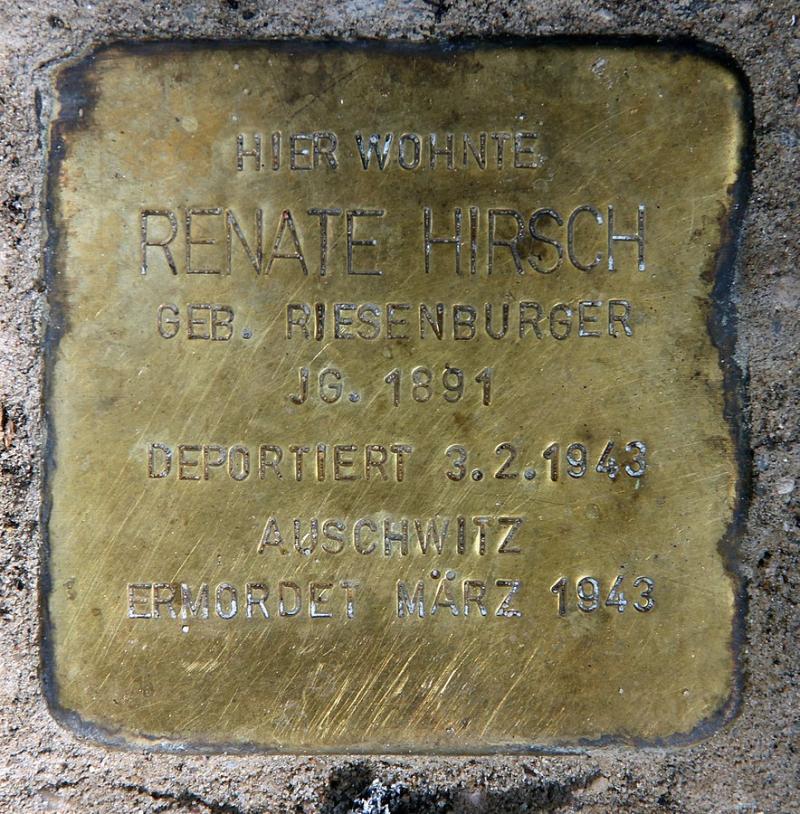 HIER WOHNTE
RENATE HIRSCH
GEB. RIESENBURGER
JG. 1891
DEPORTIERT 3.2.1943
AUSCHWITZ
ERMORDET MÄRZ 1943